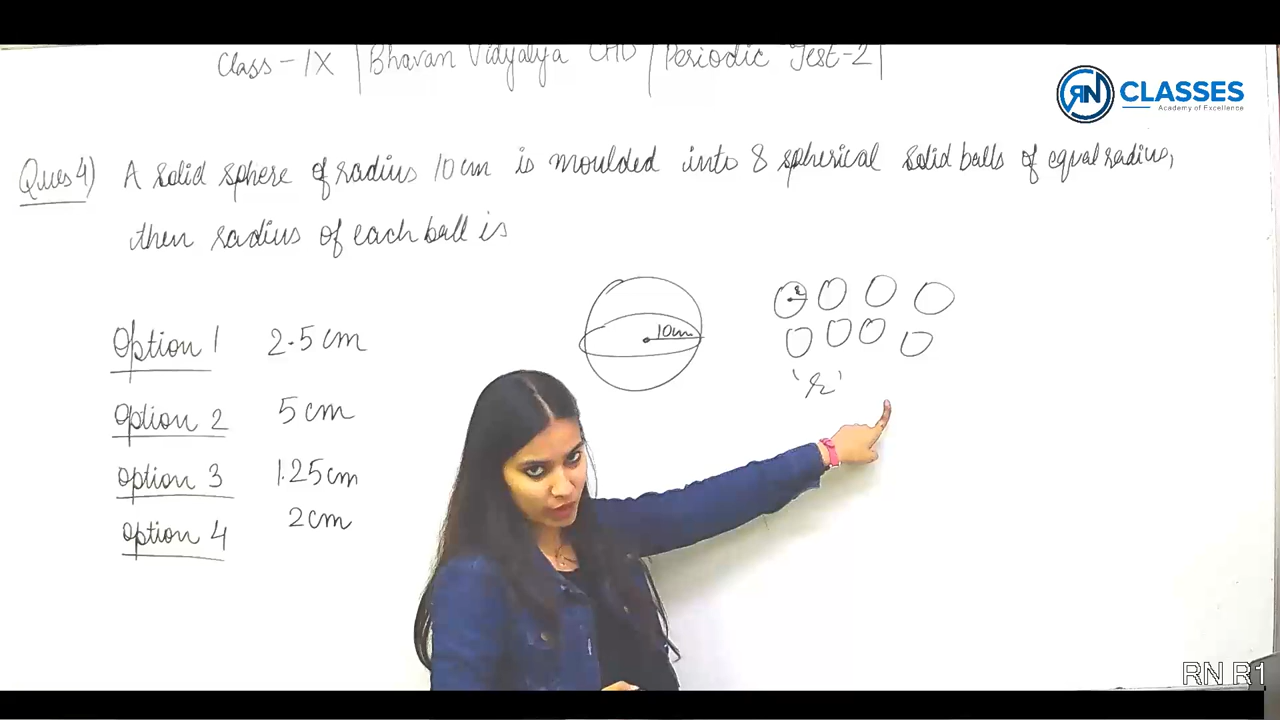 Class - IX | Bhavan Vidyalya CHD | Periodic Test-2 |
RN CLASSES
Academy of Excellence
Ques 4) A solid sphere of radius 10 cm is moulded into 8 spherical solid balls of equal radius,
then radius of each ball is
10cm
r
'r'
Option 1 2.5 cm
Option 2 5 cm
option 3 1.25cm
option 4 2 cm
RN R1